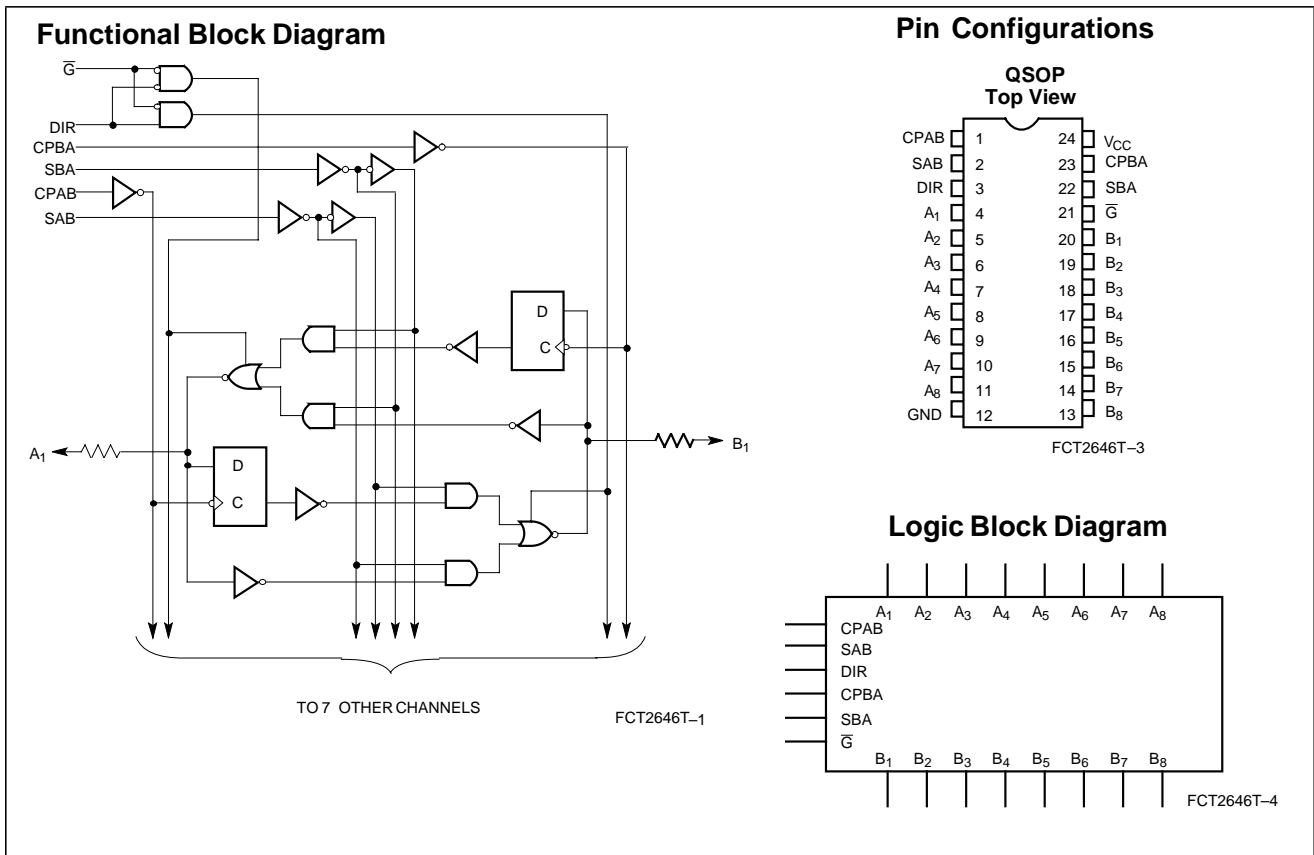 Functional Block Diagram
G̅
DIR
CPBA
SBA
CPAB
SAB
D
C
A₁
B₁
D
C
TO 7 OTHER CHANNELS
FCT2646T–1
Pin Configurations
QSOP
Top View
CPAB 1 24 VCC
SAB 2 23 CPBA
DIR 3 22 SBA
A₁ 4 21 G̅
A₂ 5 20 B₁
A₃ 6 19 B₂
A₄ 7 18 B₃
A₅ 8 17 B₄
A₆ 9 16 B₅
A₇ 10 15 B₆
A₈ 11 14 B₇
GND 12 13 B₈
FCT2646T–3
Logic Block Diagram
A₁ A₂ A₃ A₄ A₅ A₆ A₇ A₈
CPAB
SAB
DIR
CPBA
SBA
G̅
B₁ B₂ B₃ B₄ B₅ B₆ B₇ B₈
FCT2646T–4